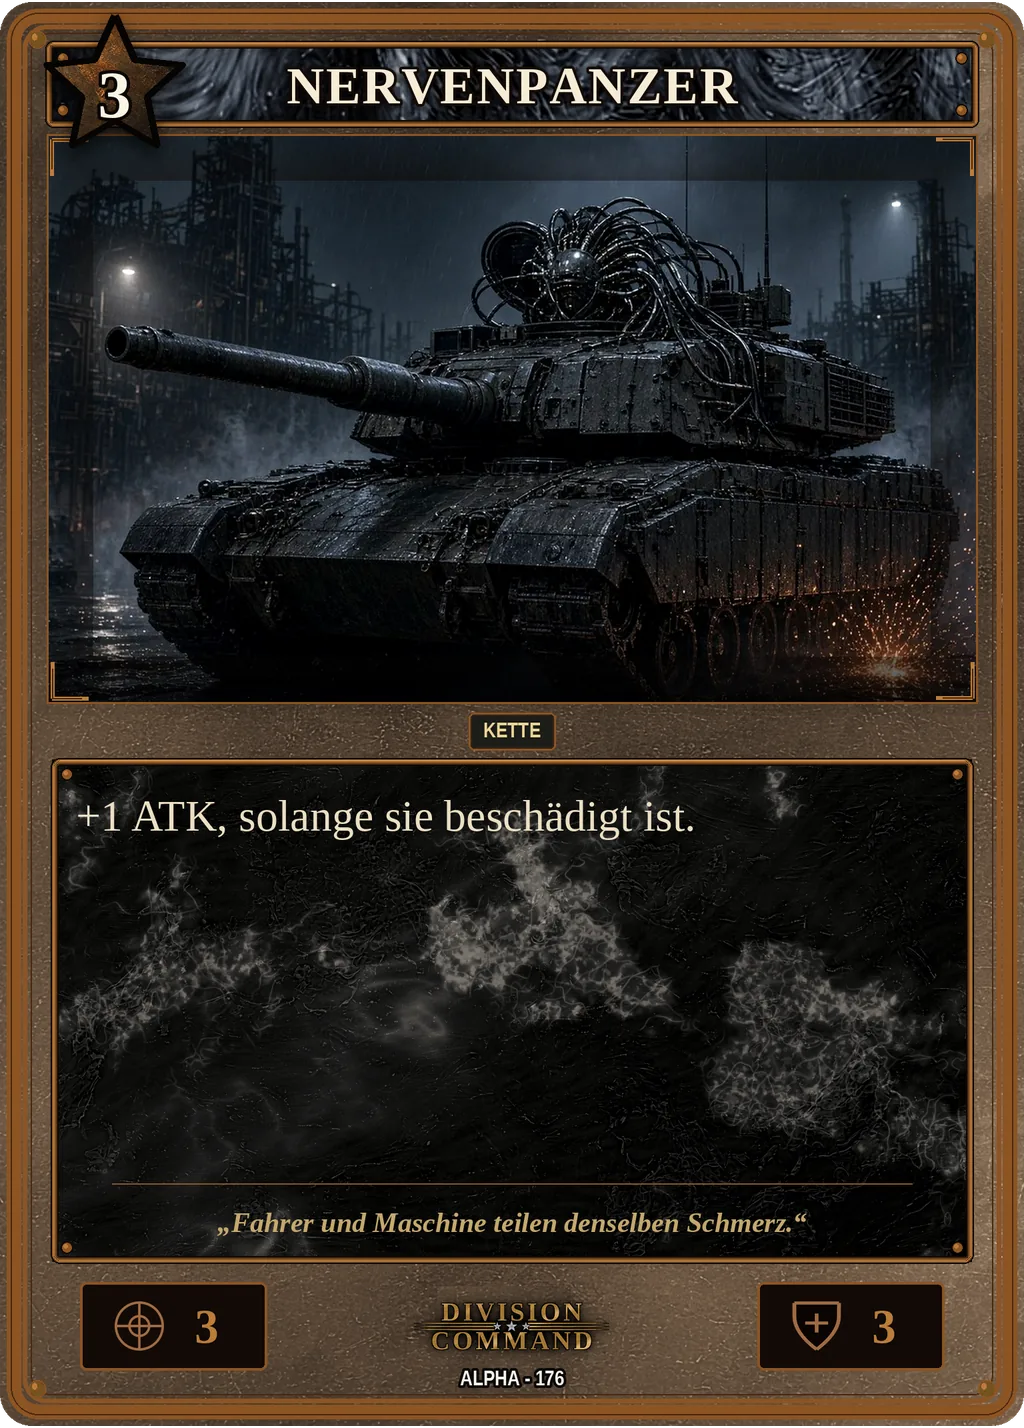 3
NERVENPANZER
KETTE
+1 ATK, solange sie beschädigt ist.
„Fahrer und Maschine teilen denselben Schmerz.“
3
DIVISION
COMMAND
3
ALPHA - 176